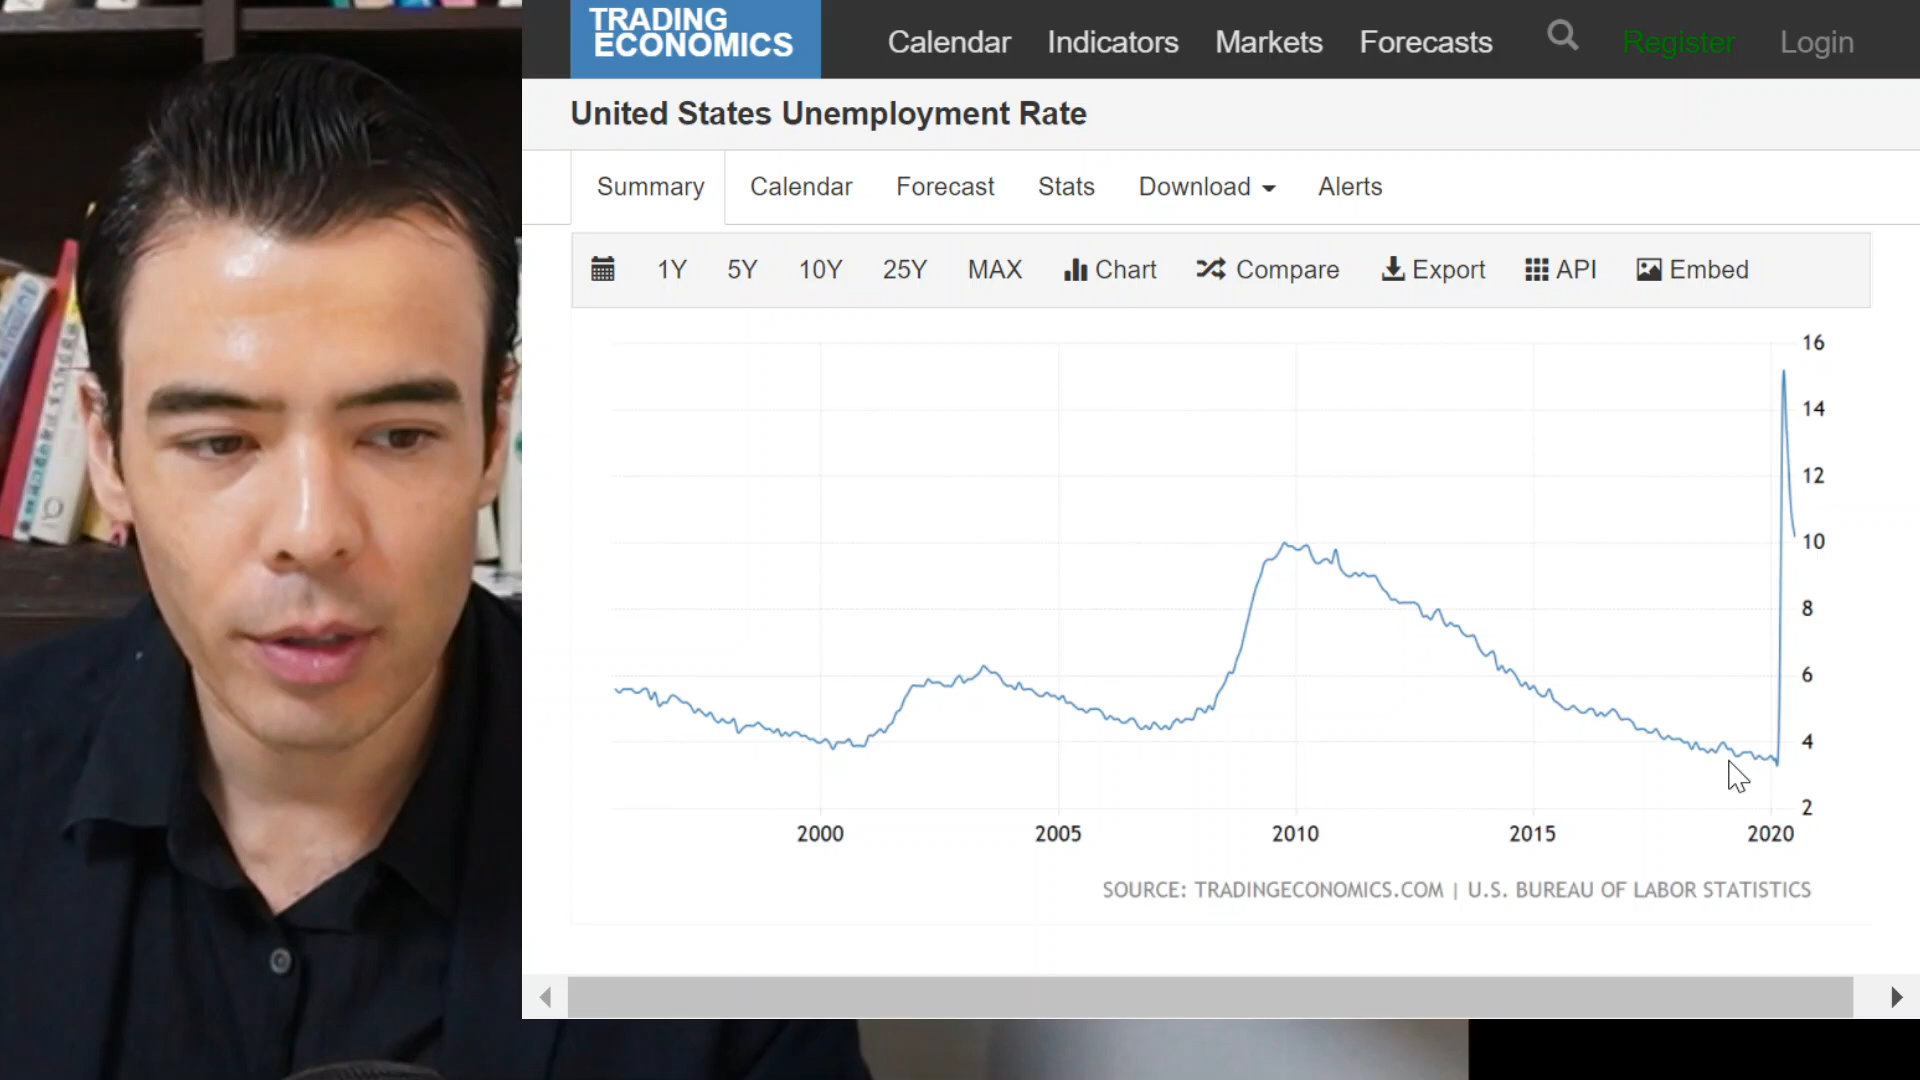 TRADING
ECONOMICS
Calendar Indicators Markets Forecasts Register Login
United States Unemployment Rate
Summary Calendar Forecast Stats Download Alerts
1Y 5Y 10Y 25Y MAX Chart Compare Export API Embed
16
14
12
10
8
6
4
2
2000 2005 2010 2015 2020
SOURCE: TRADINGECONOMICS.COM | U.S. BUREAU OF LABOR STATISTICS